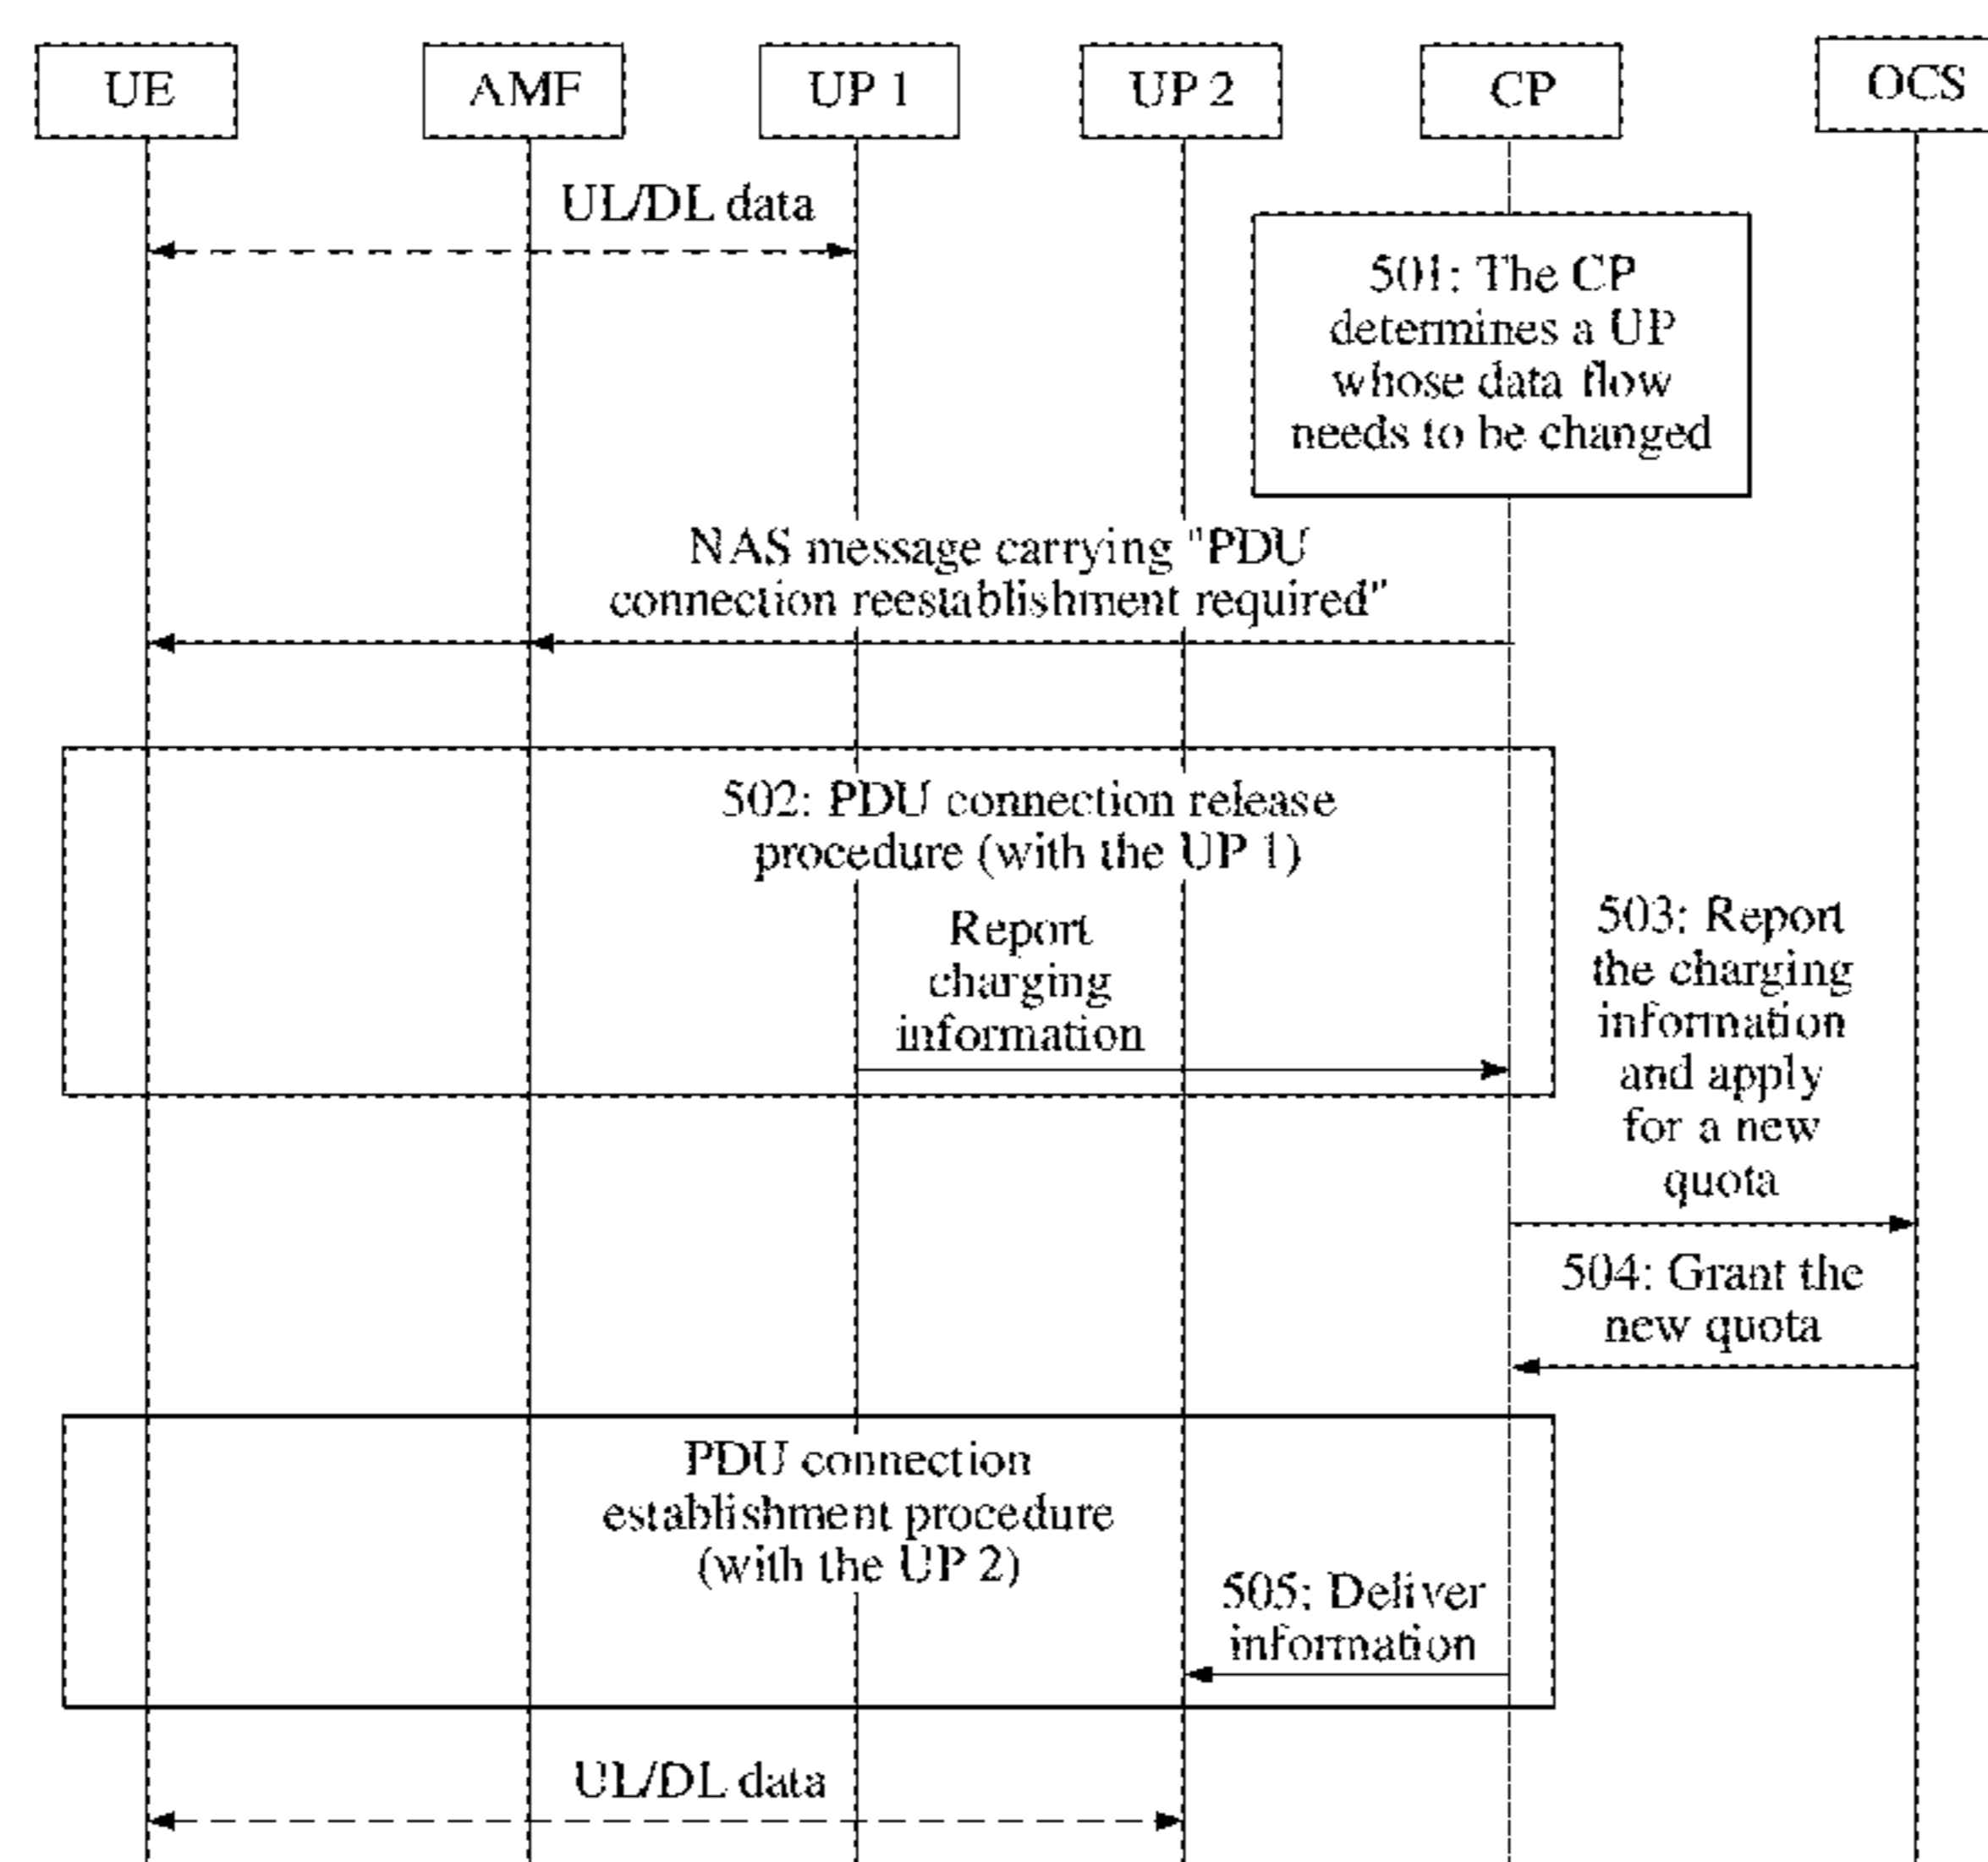 UE
AMF
UP 1
UP 2
CP
OCS
UL/DL data
501: The CP
determines a UP
whose data flow
needs to be changed
NAS message carrying "PDU
connection reestablishment required"
502: PDU connection release
procedure (with the UP 1)
Report
charging
information
503: Report
the charging
information
and apply
for a new
quota
504: Grant the
new quota
PDU connection
establishment procedure
(with the UP 2)
505: Deliver
information
UL/DL data